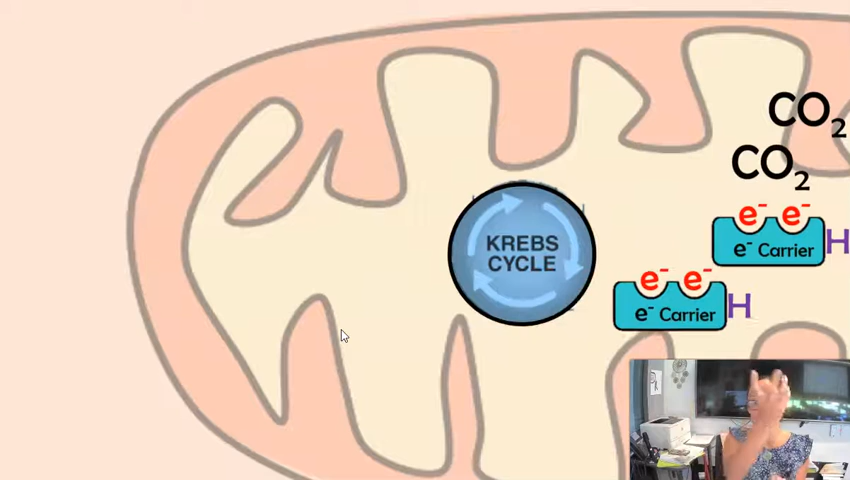 CO2
CO2
e⁻ e⁻
e⁻ Carrier H
KREBS
CYCLE
e⁻ e⁻
e⁻ Carrier H